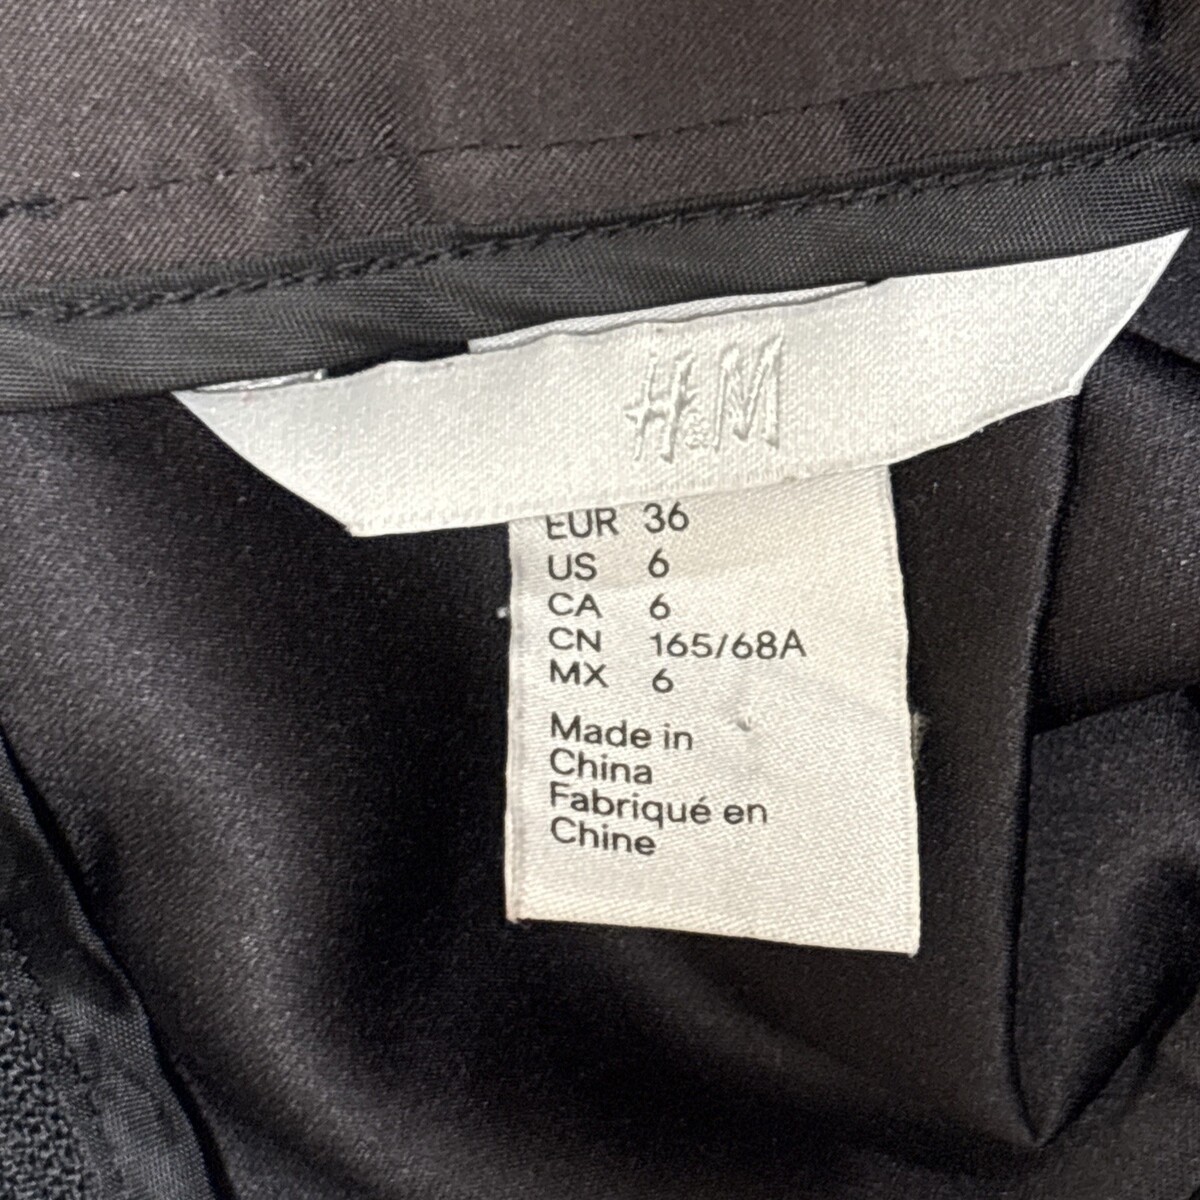 H&M
EUR 36
US 6
CA 6
CN 165/68A
MX 6
Made in
China
Fabriqué en
Chine